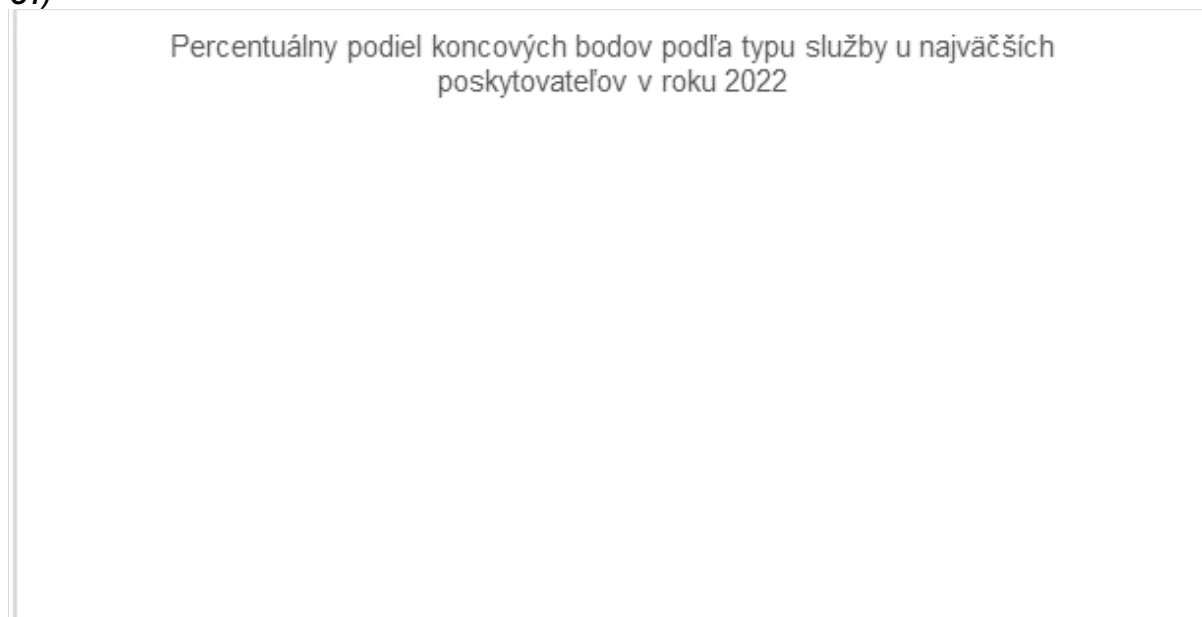 Percentuálny podiel koncových bodov podľa typu služby u najväčších
poskytovateľov v roku 2022